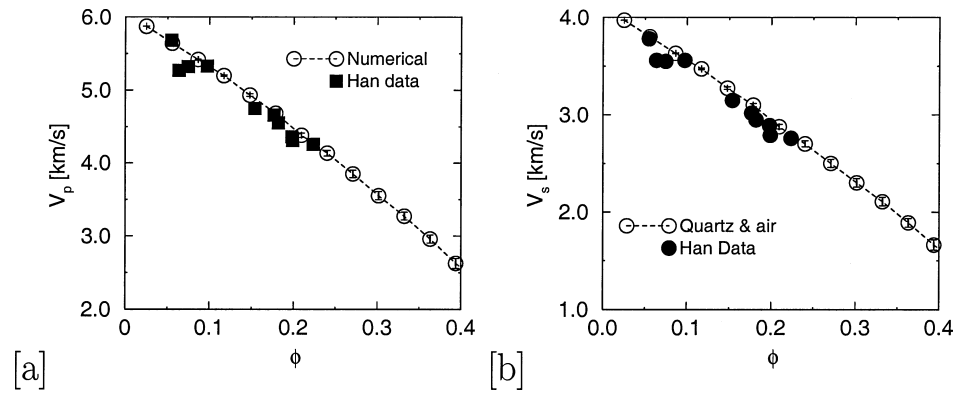 6.0
5.0
4.0
3.0
2.0
V_p [km/s]
Numerical
Han data
0 0.1 0.2 0.3 0.4
ϕ
[a]
4.0
3.0
2.0
1.0
V_s [km/s]
Quartz & air
Han Data
0.0 0.1 0.2 0.3 0.4
ϕ
[b]